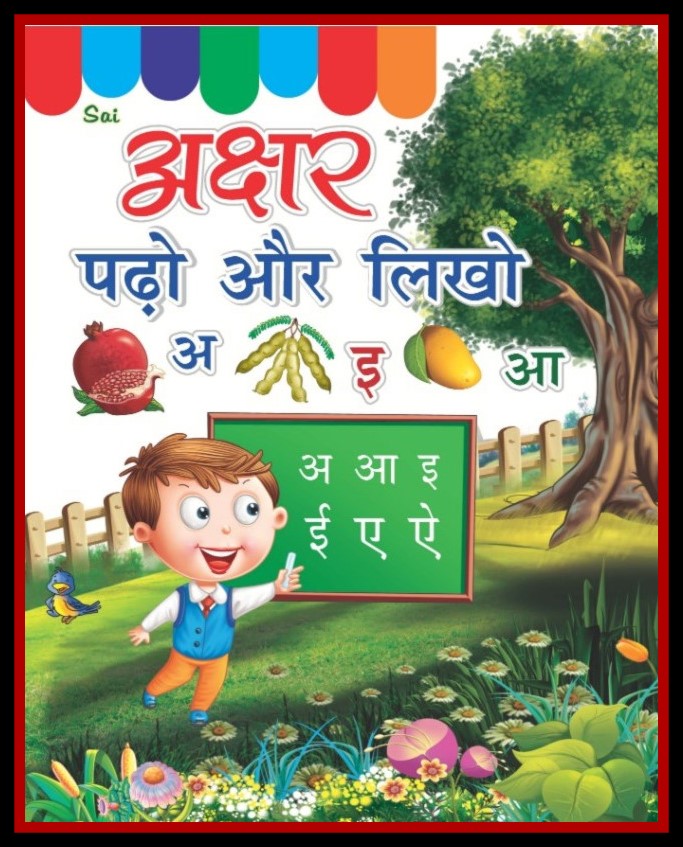 Sai
अक्षर
पढ़ो और लिखो
अ इ आ
अ आ इ
ई ए ऐ